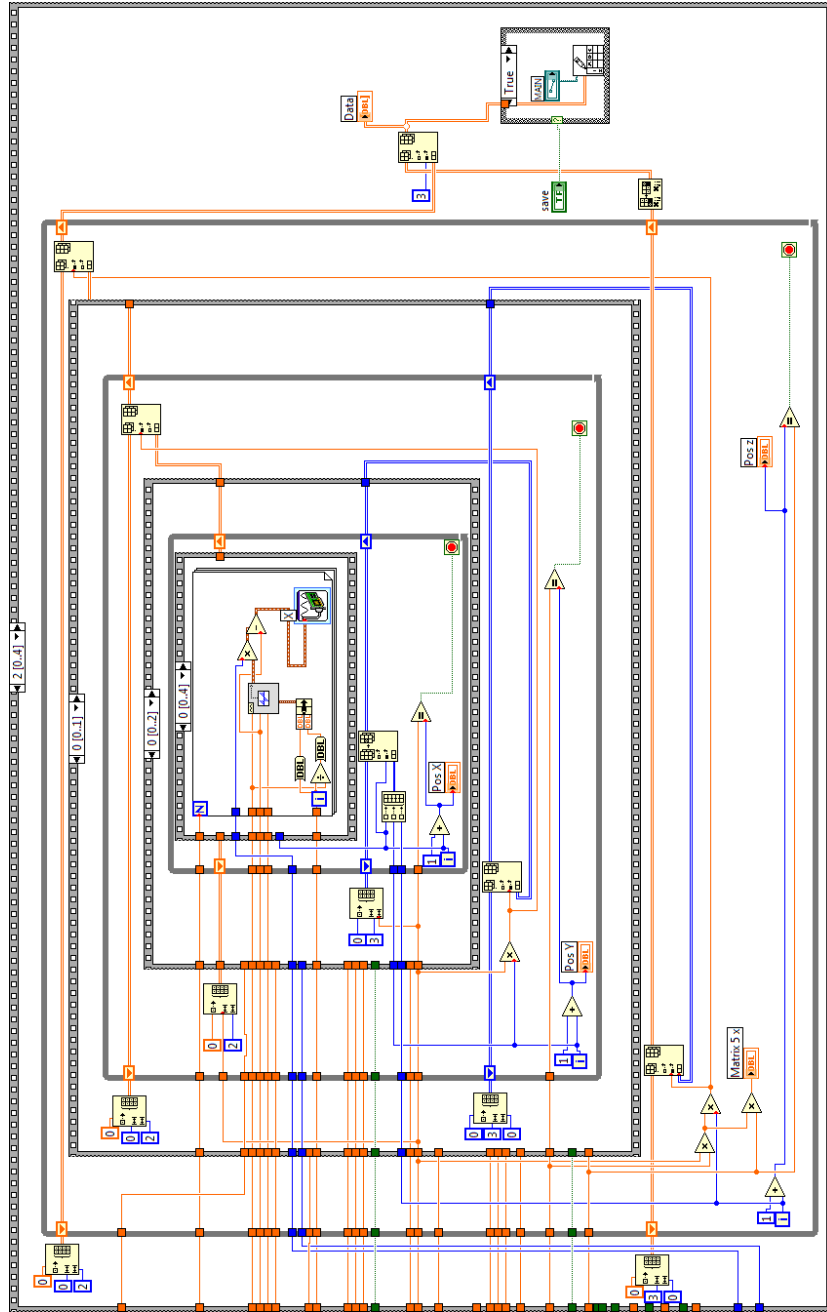 2 [0..4]
0
0
2
0 [0..1]
0
0
2
0 [0..2]
0 [0..4]
N
0
2
DBL
DBL
i
Data
DBL
0
3
3
1
i
Pos X
DBL
0
3
0
True
MAIN
save
TF
1
i
Pos Y
DBL
0
3
0
Matrix 5 x
DBL
Pos z
DBL
1
i